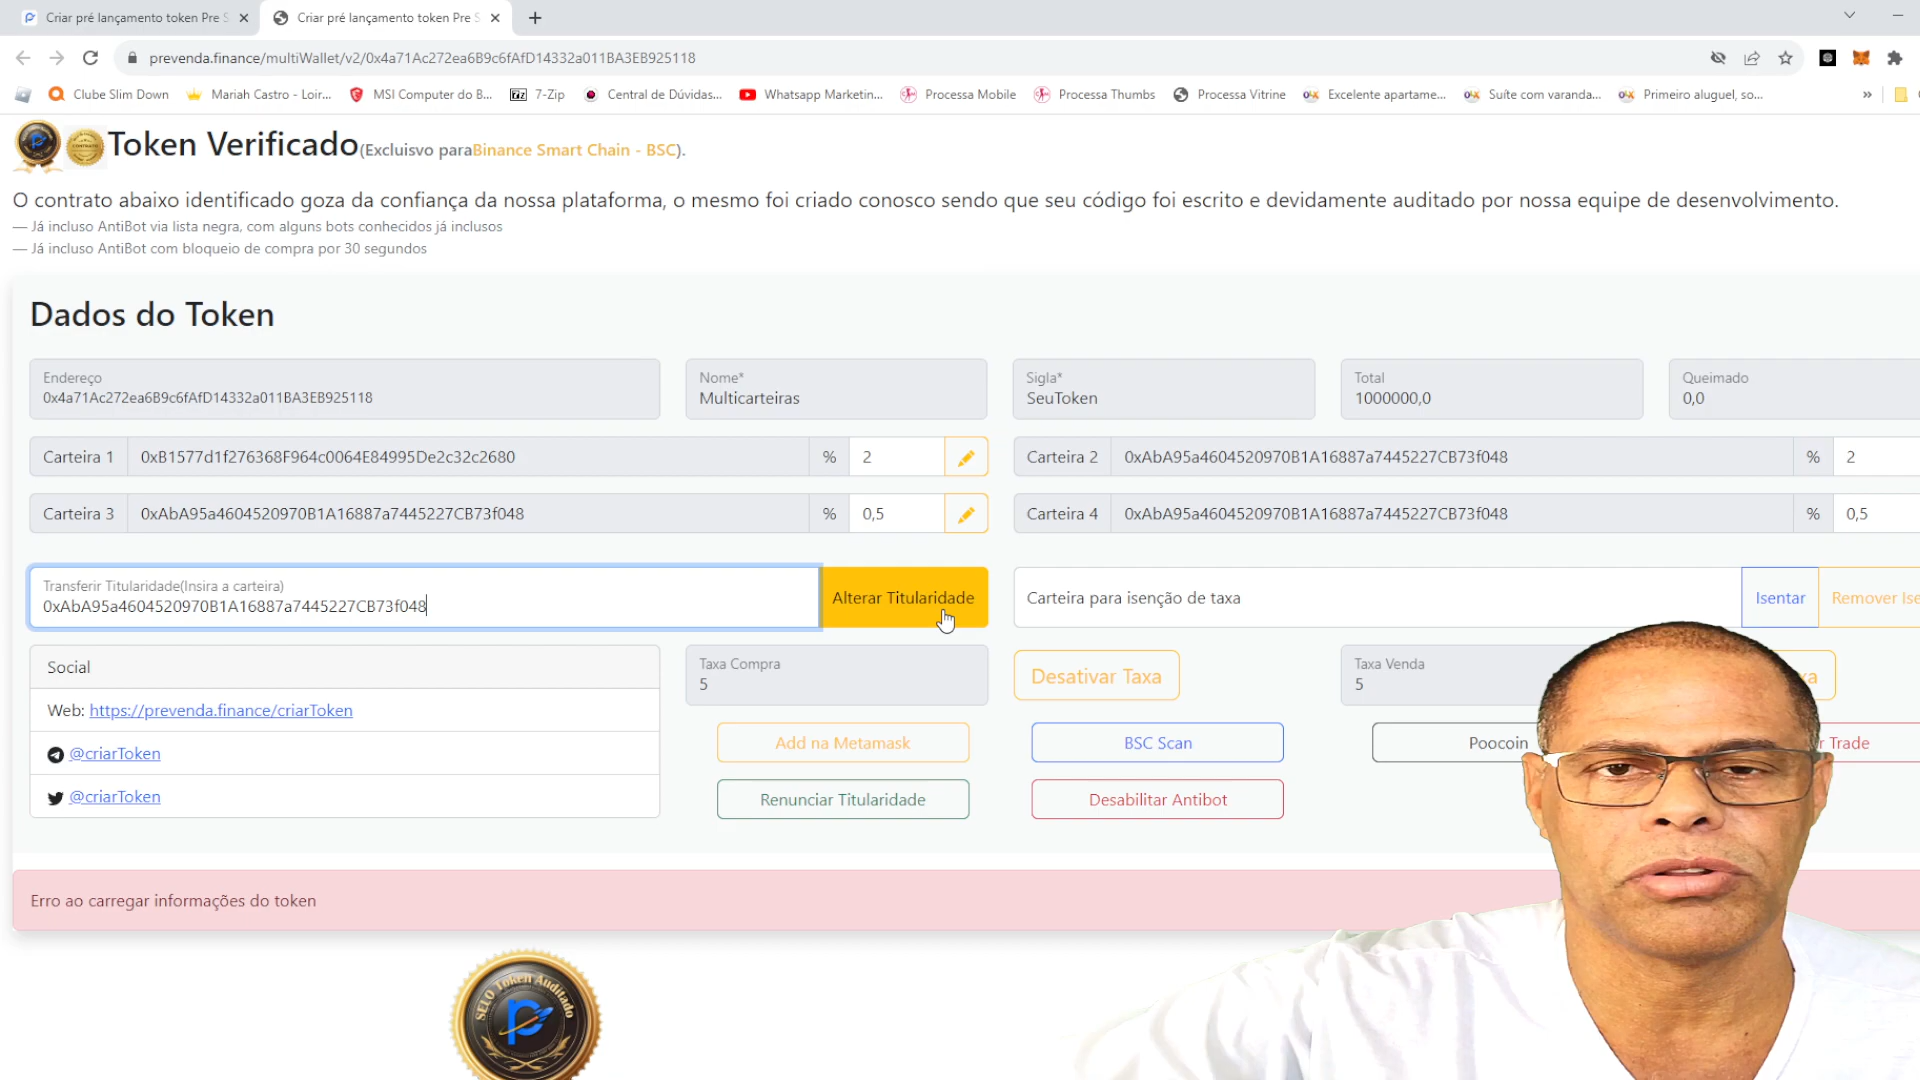 Criar pré lançamento token Pre S
Criar pré lançamento token Pre S
prevenda.finance/multiWallet/v2/0x4a71Ac272ea6B9c6fAfD14332a011BA3EB925118
Clube Slim Down
Mariah Castro - Loir...
MSI Computer do B...
7-Zip
Central de Dúvidas...
Whatsapp Marketin...
Processa Mobile
Processa Thumbs
Processa Vitrine
Excelente apartame...
Suíte com varanda...
Primeiro aluguel, so...
Token Verificado(Excluisvo paraBinance Smart Chain - BSC).
O contrato abaixo identificado goza da confiança da nossa plataforma, o mesmo foi criado conosco sendo que seu código foi escrito e devidamente auditado por nossa equipe de desenvolvimento.
— Já incluso AntiBot via lista negra, com alguns bots conhecidos já inclusos
— Já incluso AntiBot com bloqueio de compra por 30 segundos
Dados do Token
Endereço
0x4a71Ac272ea6B9c6fAfD14332a011BA3EB925118
Nome*
Multicarteiras
Sigla*
SeuToken
Total
1000000,0
Queimado
0,0
Carteira 1 0xB1577d1f276368F964c0064E84995De2c32c2680 % 2
Carteira 2 0xAbA95a4604520970B1A16887a7445227CB73f048 % 2
Carteira 3 0xAbA95a4604520970B1A16887a7445227CB73f048 % 0,5
Carteira 4 0xAbA95a4604520970B1A16887a7445227CB73f048 % 0,5
Transferir Titularidade(Insira a carteira)
0xAbA95a4604520970B1A16887a7445227CB73f048
Alterar Titularidade
Carteira para isenção de taxa
Isentar
Remover Ise
Social
Web: https://prevenda.finance/criarToken
@criarToken
@criarToken
Taxa Compra
5
Desativar Taxa
Taxa Venda
5
xa
Add na Metamask
BSC Scan
Poocoin
r Trade
Renunciar Titularidade
Desabilitar Antibot
Erro ao carregar informações do token
SELO Token Auditado